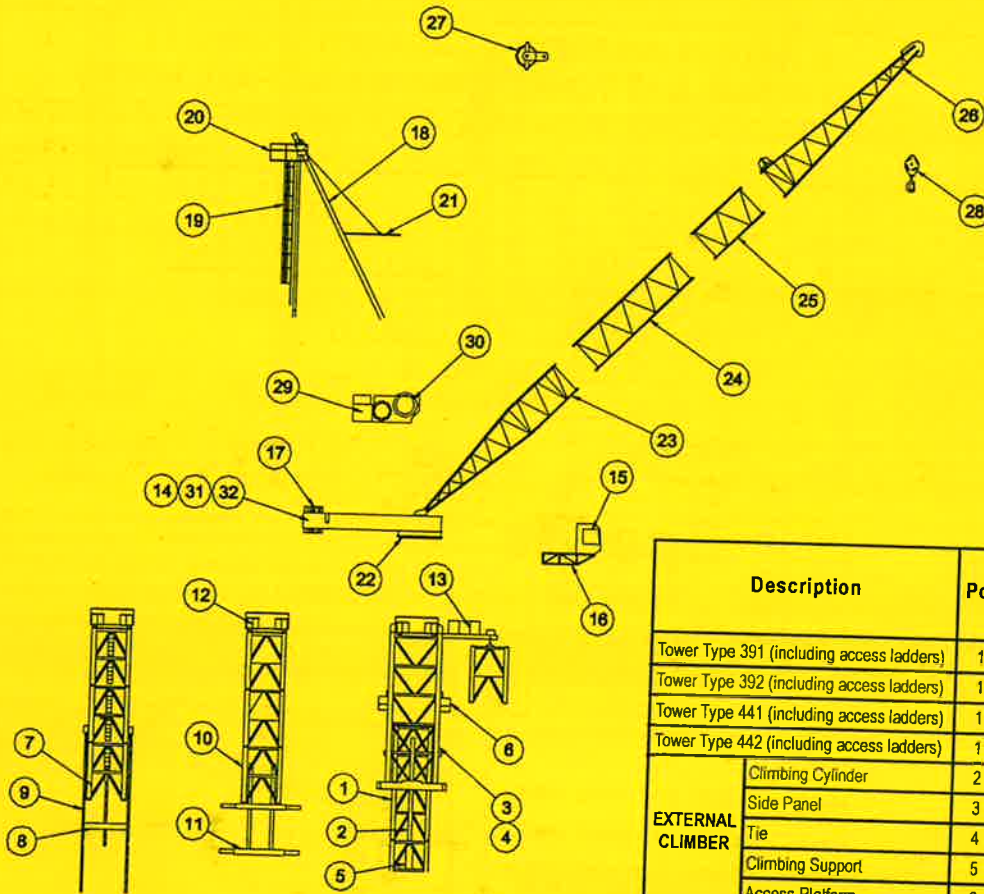 27
26
20
18
19
21
28
25
30
24
29
23
17
14 31 32
15
22
13
16
12
7
10
6
9
1
3
8
2
4
11
5
Description
Tower Type 391 (including access ladders) 1
Tower Type 392 (including access ladders) 1
Tower Type 441 (including access ladders) 1
Tower Type 442 (including access ladders) 1
EXTERNAL CLIMBER
Climbing Cylinder 2
Side Panel 3
Tie 4
Climbing Support 5
Access Platform